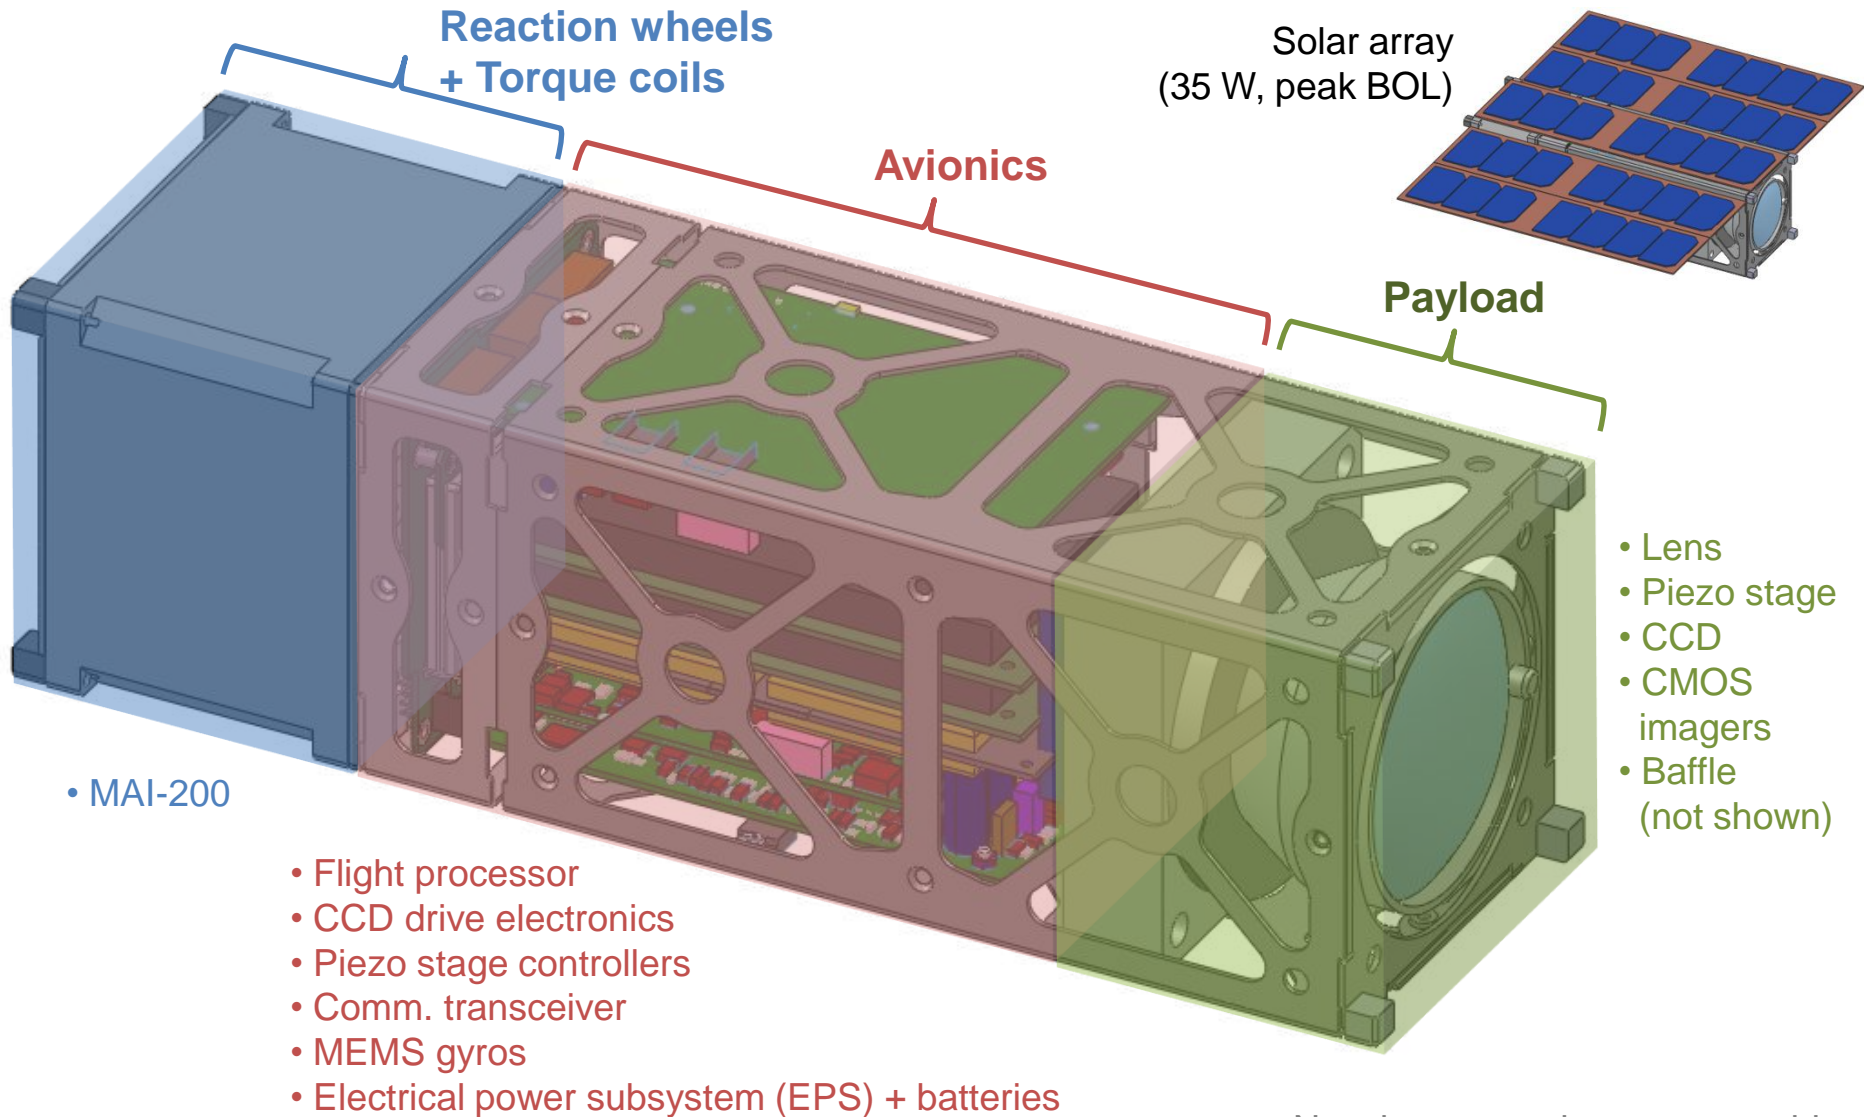 Reaction wheels
+ Torque coils
Solar array
(35 W, peak BOL)
Avionics
Payload
• Lens
• Piezo stage
• CCD
• CMOS
imagers
• Baffle
(not shown)
• MAI-200
• Flight processor
• CCD drive electronics
• Piezo stage controllers
• Comm. transceiver
• MEMS gyros
• Electrical power subsystem (EPS) + batteries